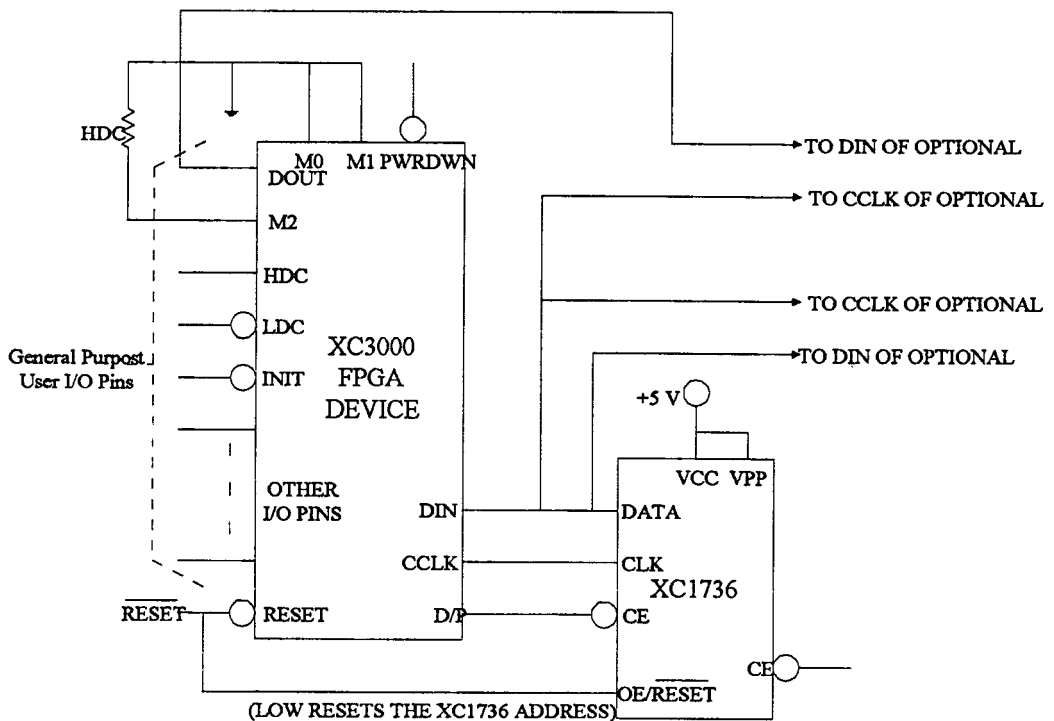 HDC
M0
M1 PWRDWN
DOUT
TO DIN OF OPTIONAL
M2
TO CCLK OF OPTIONAL
HDC
LDC
TO CCLK OF OPTIONAL
General Purpost
User I/O Pins
XC3000
FPGA
DEVICE
INIT
TO DIN OF OPTIONAL
+5 V
VCC VPP
OTHER
I/O PINS
DIN
DATA
CCLK
CLK
XC1736
RESET
RESET
D/P
CE
CE
OE/RESET
(LOW RESETS THE XC1736 ADDRESS)